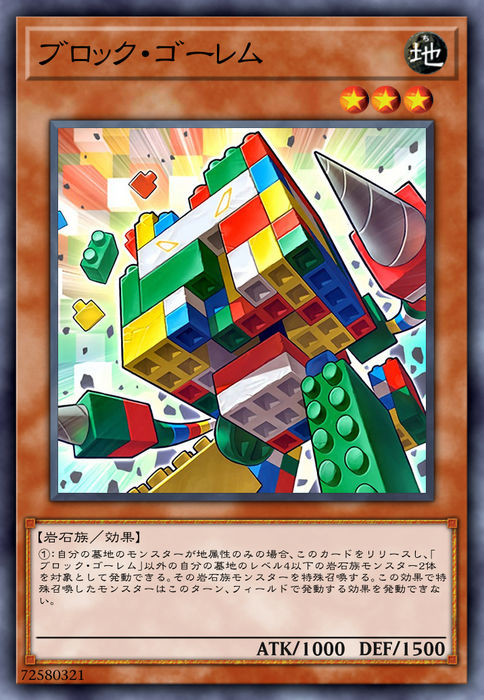 ブロック・ゴーレム
ち
地
【岩石族／効果】
①：自分の墓地のモンスターが地属性のみの場合、このカードをリリースし、「
ブロック・ゴーレム」以外の自分の墓地のレベル4以下の岩石族モンスター2体
を対象として発動できる。その岩石族モンスターを特殊召喚する。この効果で特
殊召喚したモンスターはこのターン、フィールドで発動する効果を発動できな
い。
ATK/1000 DEF/1500
72580321